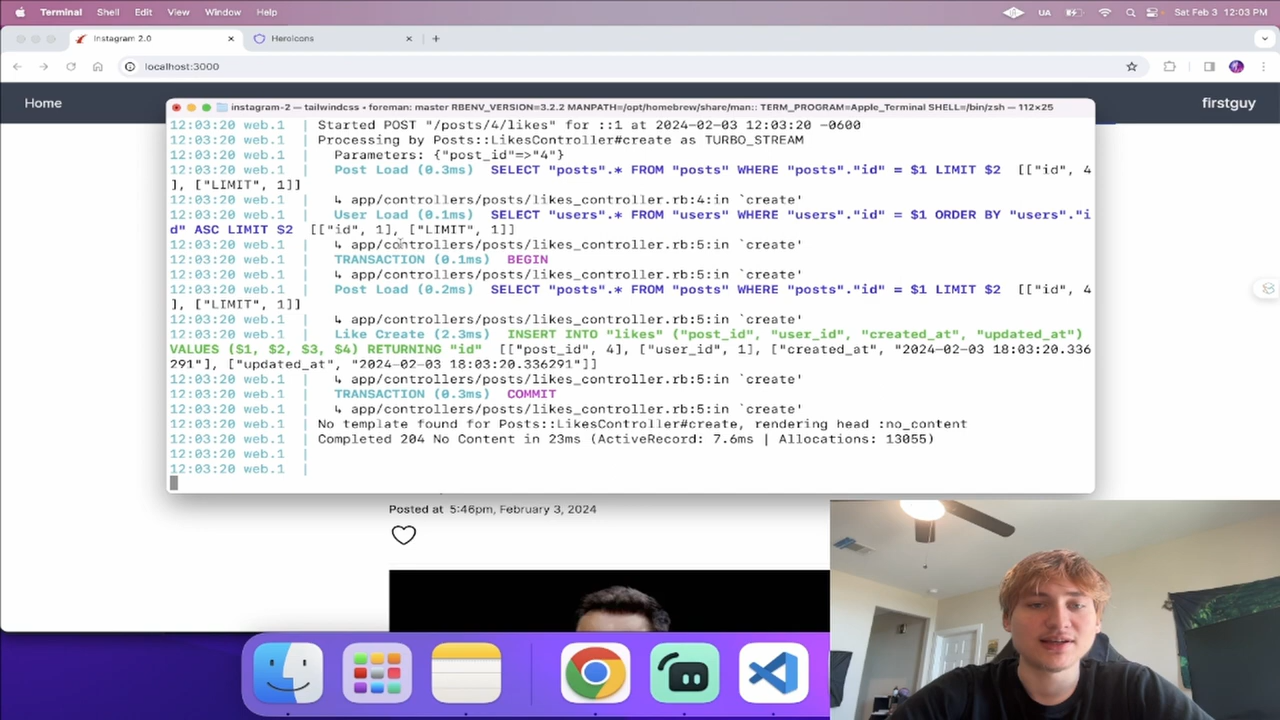 Terminal Shell Edit View Window Help UA Sat Feb 3 12:03 PM
Instagram 2.0 Heroicons
localhost:3000
Home firstguy
instagram-2 — tailwindcss • foreman: master RBENV_VERSION=3.2.2 MANPATH=/opt/homebrew/share/man:: TERM_PROGRAM=Apple_Terminal SHELL=/bin/zsh — 112×25
12:03:20 web.1 | Started POST "/posts/4/likes" for ::1 at 2024-02-03 12:03:20 -0600
12:03:20 web.1 | Processing by Posts::LikesController#create as TURBO_STREAM
12:03:20 web.1 | Parameters: {"post_id"=>"4"}
12:03:20 web.1 | Post Load (0.3ms) SELECT "posts".* FROM "posts" WHERE "posts"."id" = $1 LIMIT $2 [["id", 4
], ["LIMIT", 1]]
12:03:20 web.1 | ↳ app/controllers/posts/likes_controller.rb:4:in `create'
12:03:20 web.1 | User Load (0.1ms) SELECT "users".* FROM "users" WHERE "users"."id" = $1 ORDER BY "users"."i
d" ASC LIMIT $2 [["id", 1], ["LIMIT", 1]]
12:03:20 web.1 | ↳ app/controllers/posts/likes_controller.rb:5:in `create'
12:03:20 web.1 | TRANSACTION (0.1ms) BEGIN
12:03:20 web.1 | ↳ app/controllers/posts/likes_controller.rb:5:in `create'
12:03:20 web.1 | Post Load (0.2ms) SELECT "posts".* FROM "posts" WHERE "posts"."id" = $1 LIMIT $2 [["id", 4
], ["LIMIT", 1]]
12:03:20 web.1 | ↳ app/controllers/posts/likes_controller.rb:5:in `create'
12:03:20 web.1 | Like Create (2.3ms) INSERT INTO "likes" ("post_id", "user_id", "created_at", "updated_at")
VALUES ($1, $2, $3, $4) RETURNING "id" [["post_id", 4], ["user_id", 1], ["created_at", "2024-02-03 18:03:20.336
291"], ["updated_at", "2024-02-03 18:03:20.336291"]]
12:03:20 web.1 | ↳ app/controllers/posts/likes_controller.rb:5:in `create'
12:03:20 web.1 | TRANSACTION (0.3ms) COMMIT
12:03:20 web.1 | ↳ app/controllers/posts/likes_controller.rb:5:in `create'
12:03:20 web.1 | No template found for Posts::LikesController#create, rendering head :no_content
12:03:20 web.1 | Completed 204 No Content in 23ms (ActiveRecord: 7.6ms | Allocations: 13055)
12:03:20 web.1 |
12:03:20 web.1 |
Posted at 5:46pm, February 3, 2024